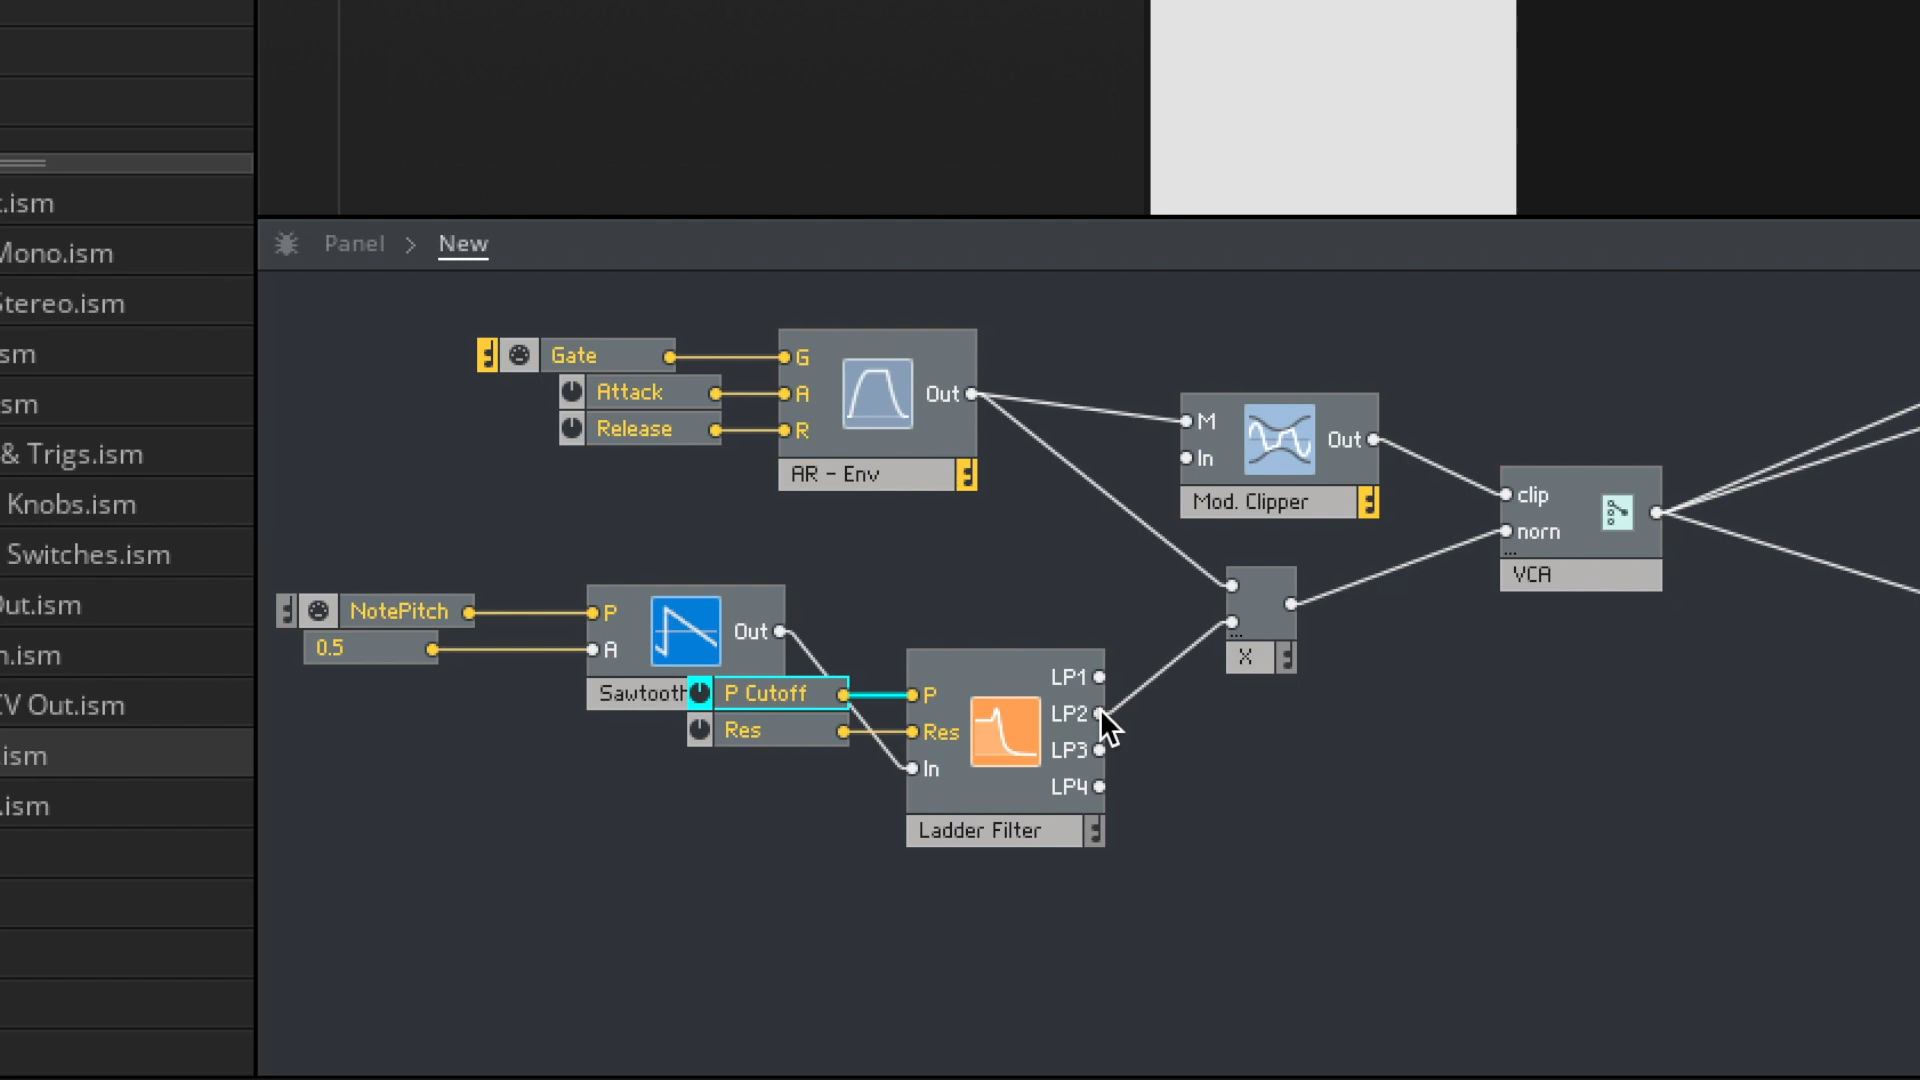 .ism
Mono.ism
Stereo.ism
sm
sm
& Trigs.ism
Knobs.ism
Switches.ism
Out.ism
.ism
CV Out.ism
.ism
.ism
Panel > New
Gate
Attack
Release
G
A
R
Out
AR - Env
M
In
Out
Mod. Clipper
clip
norn
...
VCA
NotePitch
0.5
P
A
Out
Sawtooth
P Cutoff
Res
P
Res
In
LP1
LP2
LP3
LP4
Ladder Filter
...
X